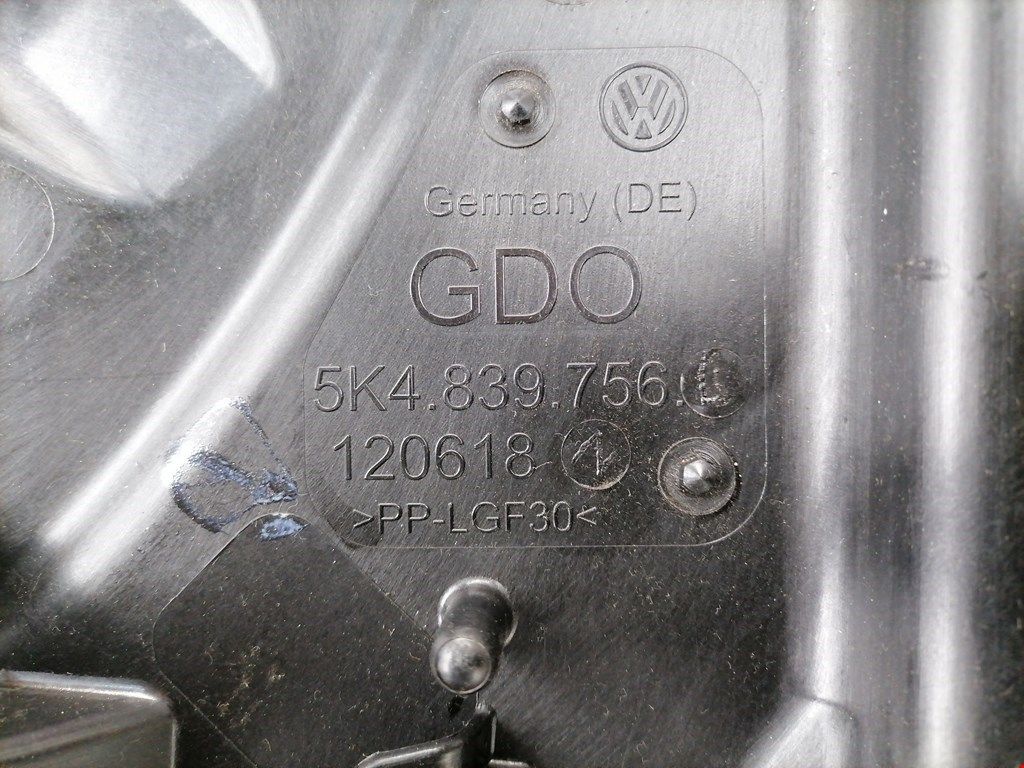 Germany (DE)
GDO
5K4.839.756.
120618
>PP-LGF30<